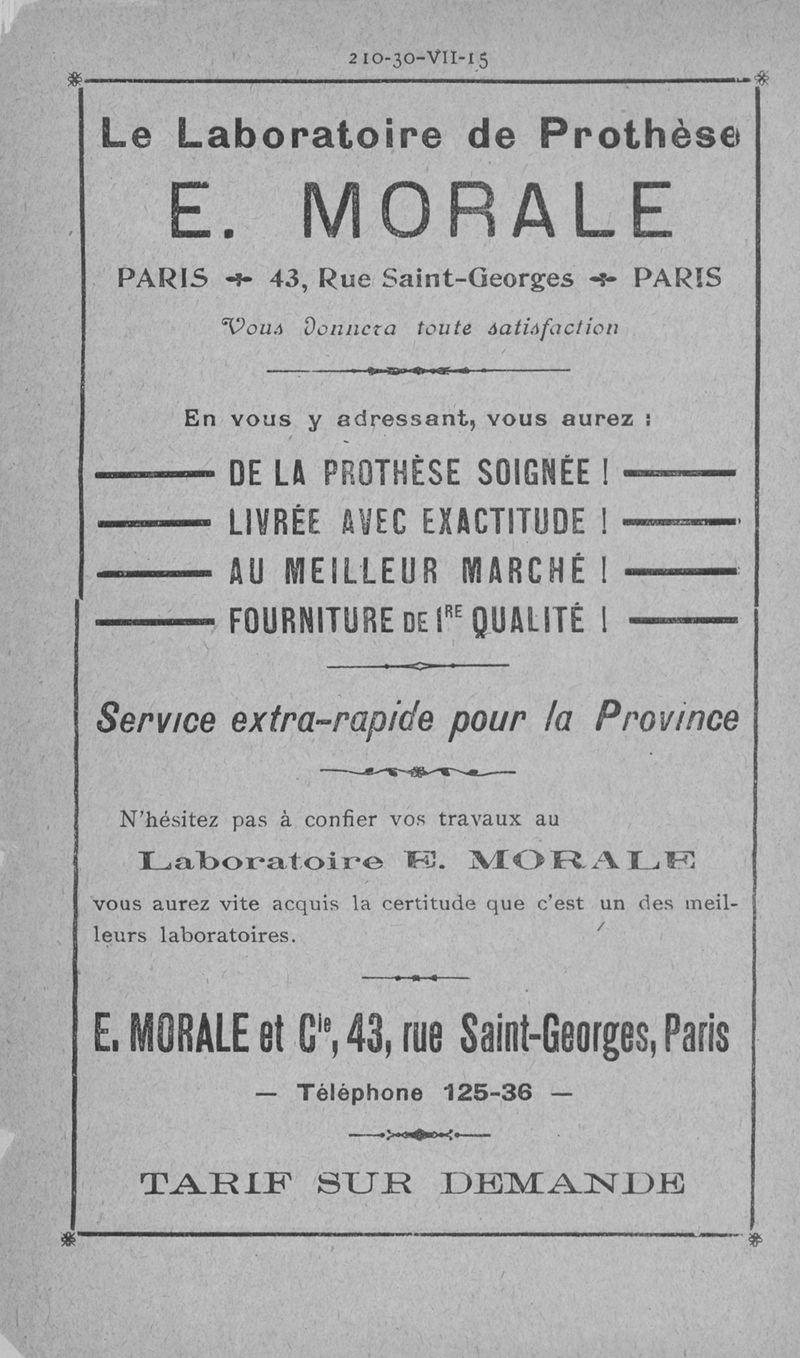 210-30-VII-15
Le Laboratoire de Prothèse
E. MORALE
PARIS 43, Rue Saint-Georges PARIS
Vous Donnera toute satisfaction
En vous y adressant, vous aurez :
DE LA PROTHÈSE SOIGNÉE !
LIVRÉE AVEC EXACTITUDE !
AU MEILLEUR MARCHÉ !
FOURNITURE DE 1RE QUALITÉ !
Service extra-rapide pour la Province
N'hésitez pas à confier vos travaux au
Laboratoire E. MORALE
vous aurez vite acquis la certitude que c'est un des meil-
leurs laboratoires.
E. MORALE et Cie, 43, rue Saint-Georges, Paris
— Téléphone 125-36 —
TARIF SUR DEMANDE